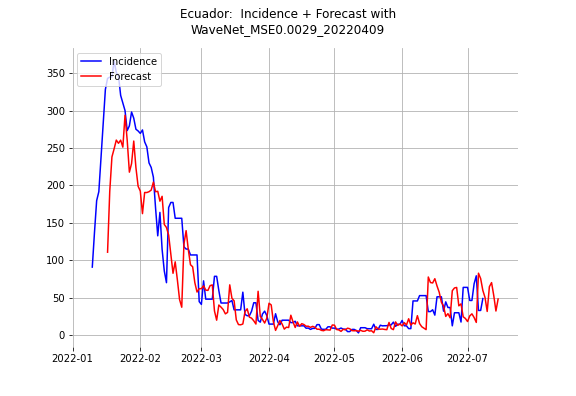 Ecuador:  Incidence + Forecast with
WaveNet_MSE0.0029_20220409
Incidence
Forecast
350
300
250
200
150
100
50
0
2022-01 2022-02 2022-03 2022-04 2022-05 2022-06 2022-07